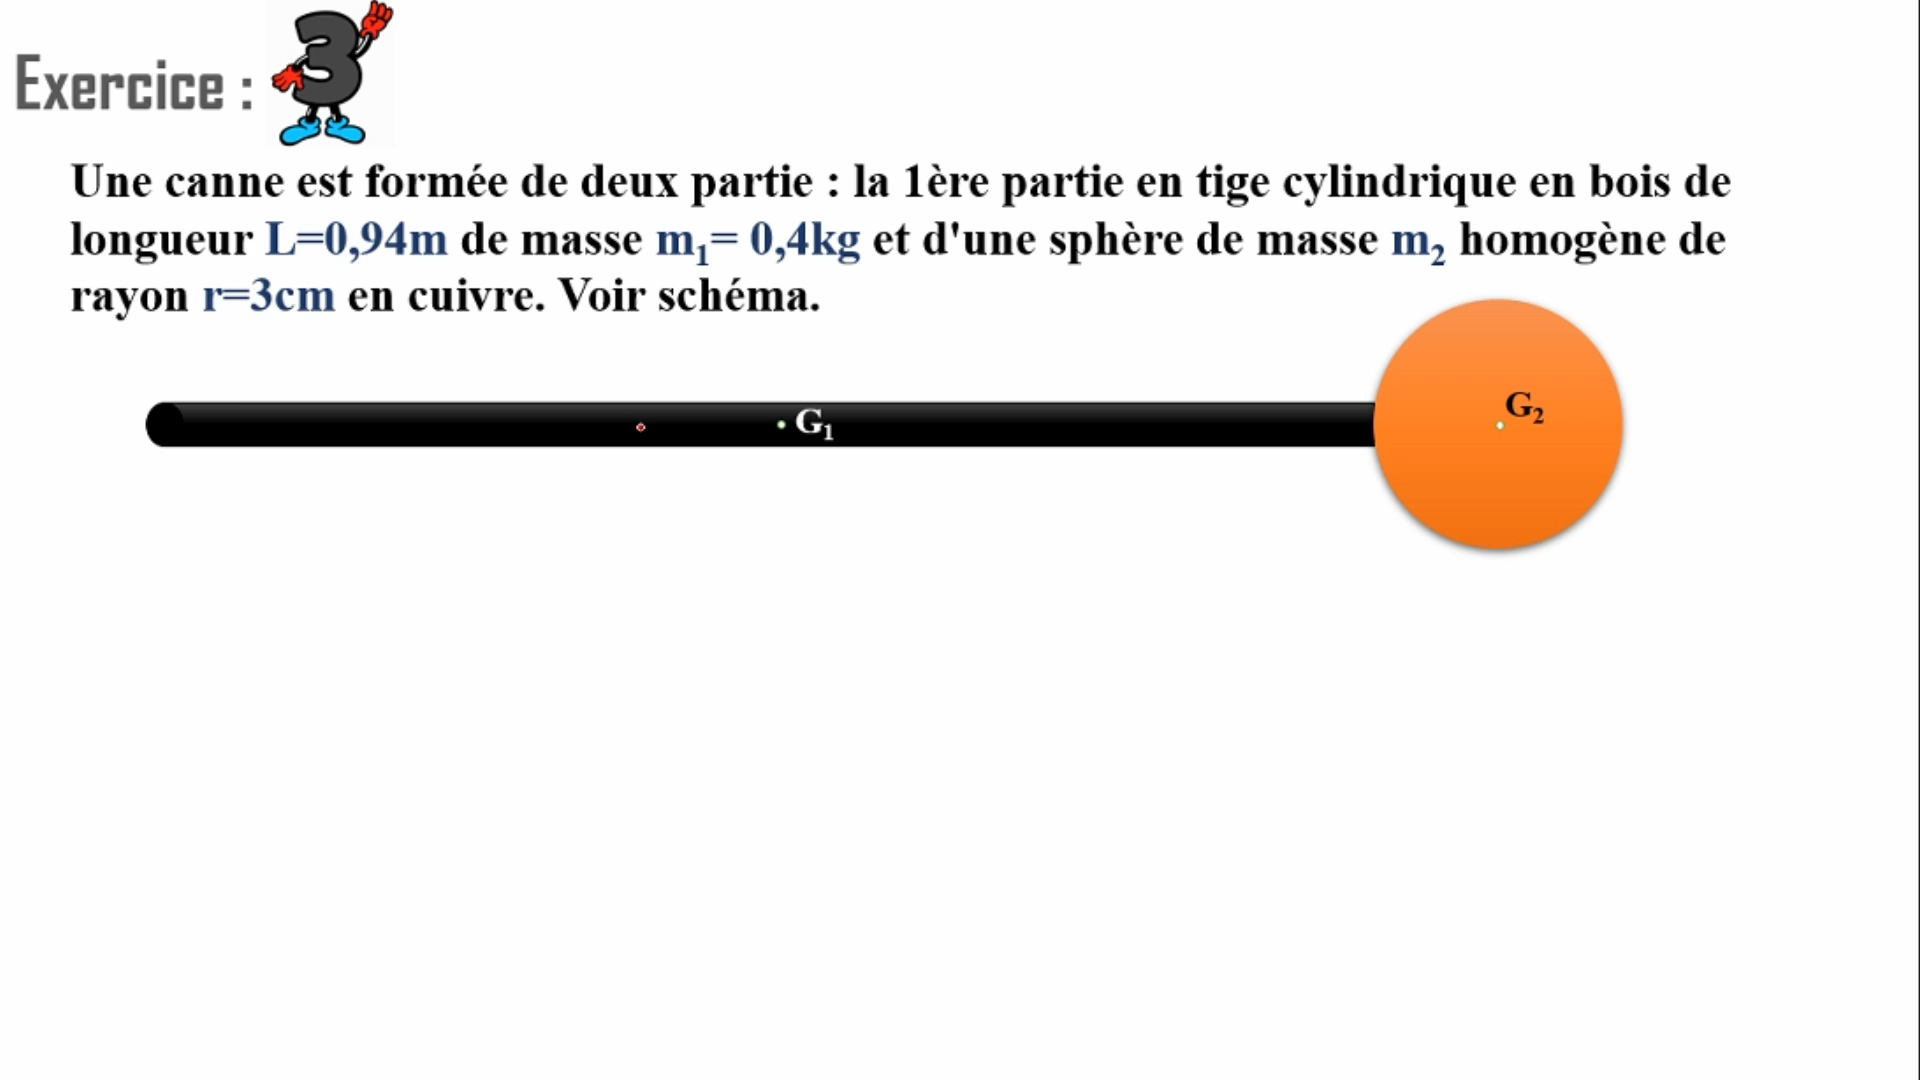 Exercice : 3
Une canne est formée de deux partie : la 1ère partie en tige cylindrique en bois de
longueur L=0,94m de masse m₁= 0,4kg et d'une sphère de masse m₂ homogène de
rayon r=3cm en cuivre. Voir schéma.
G₁
G₂